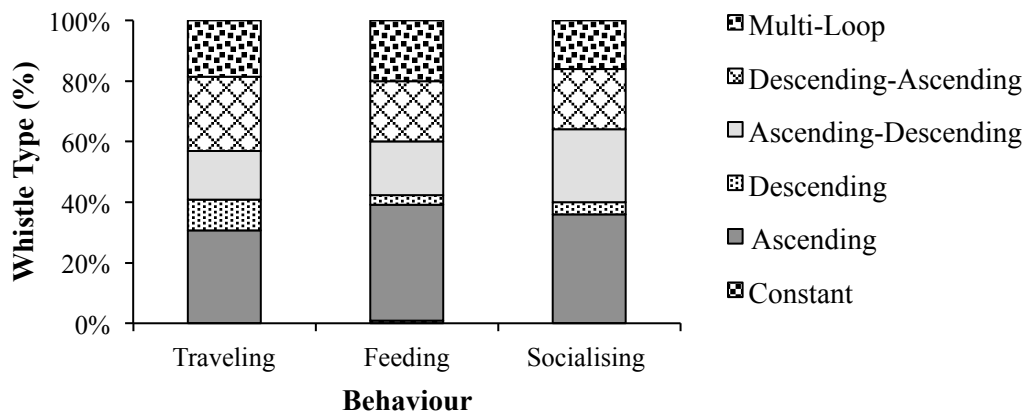 100%
80%
60%
40%
20%
0%
Whistle Type (%)
Traveling
Feeding
Socialising
Behaviour
Multi-Loop
Descending-Ascending
Ascending-Descending
Descending
Ascending
Constant